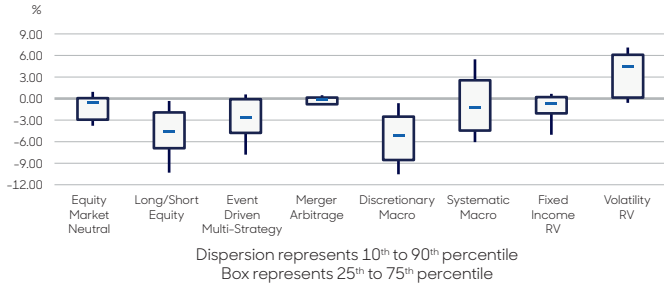 %
9.00
6.00
3.00
0.00
-3.00
-6.00
-9.00
-12.00
Equity Market Neutral
Long/Short Equity
Event Driven Multi-Strategy
Merger Arbitrage
Discretionary Macro
Systematic Macro
Fixed Income RV
Volatility RV
Dispersion represents 10th to 90th percentile
Box represents 25th to 75th percentile